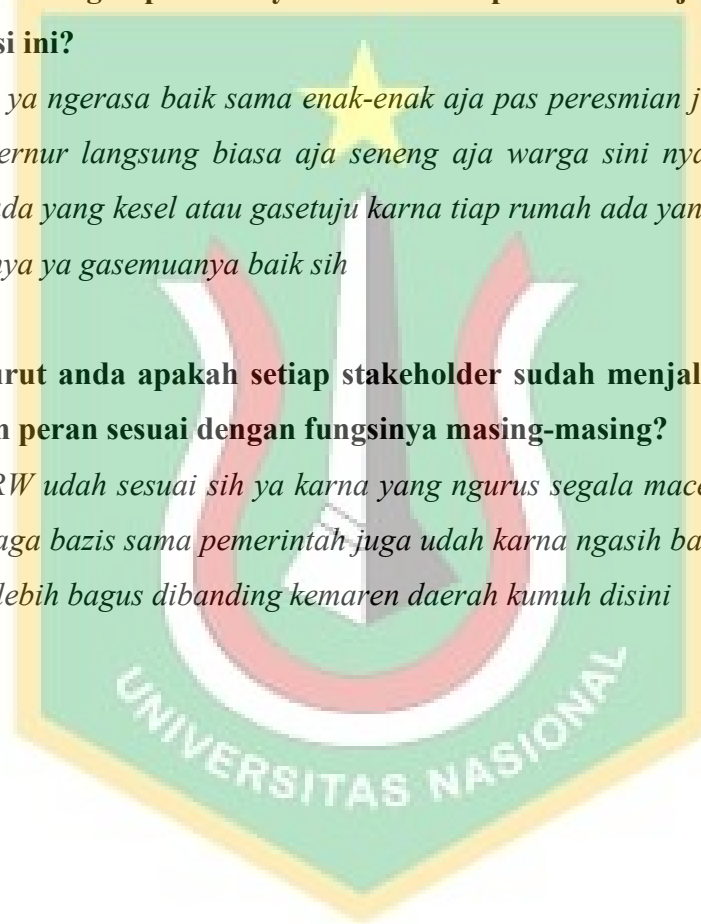 si ini?
ya ngerasa baik sama enak-enak aja pas peresmian j
ernur langsung biasa aja seneng aja warga sini nya
da yang kesel atau gasetuju karna tiap rumah ada yan
nya ya gasemuanya baik sih
urut anda apakah setiap stakeholder sudah menjal
n peran sesuai dengan fungsinya masing-masing?
RW udah sesuai sih ya karna yang ngurus segala mace
aga bazis sama pemerintah juga udah karna ngasih ba
lebih bagus dibanding kemaren daerah kumuh disini
UNIVERSITAS NASIONAL